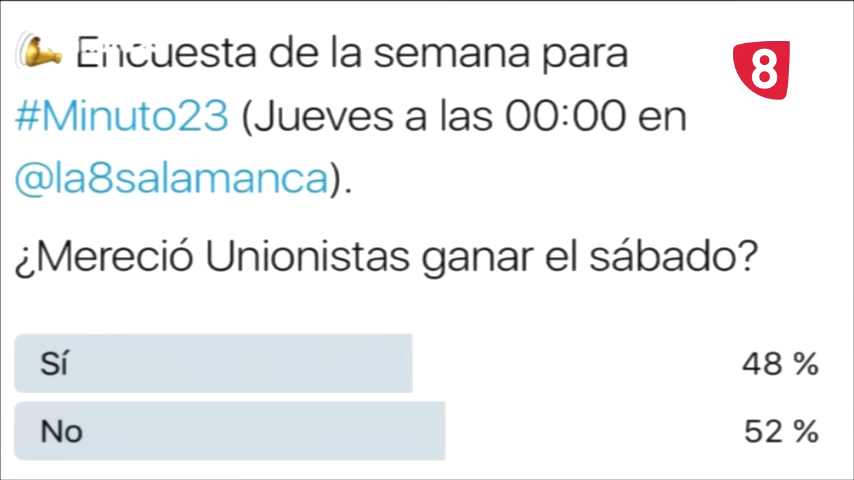 Encuesta de la semana para
#Minuto23 (Jueves a las 00:00 en
@la8salamanca).
¿Mereció Unionistas ganar el sábado?
Sí 48 %
No 52 %
8